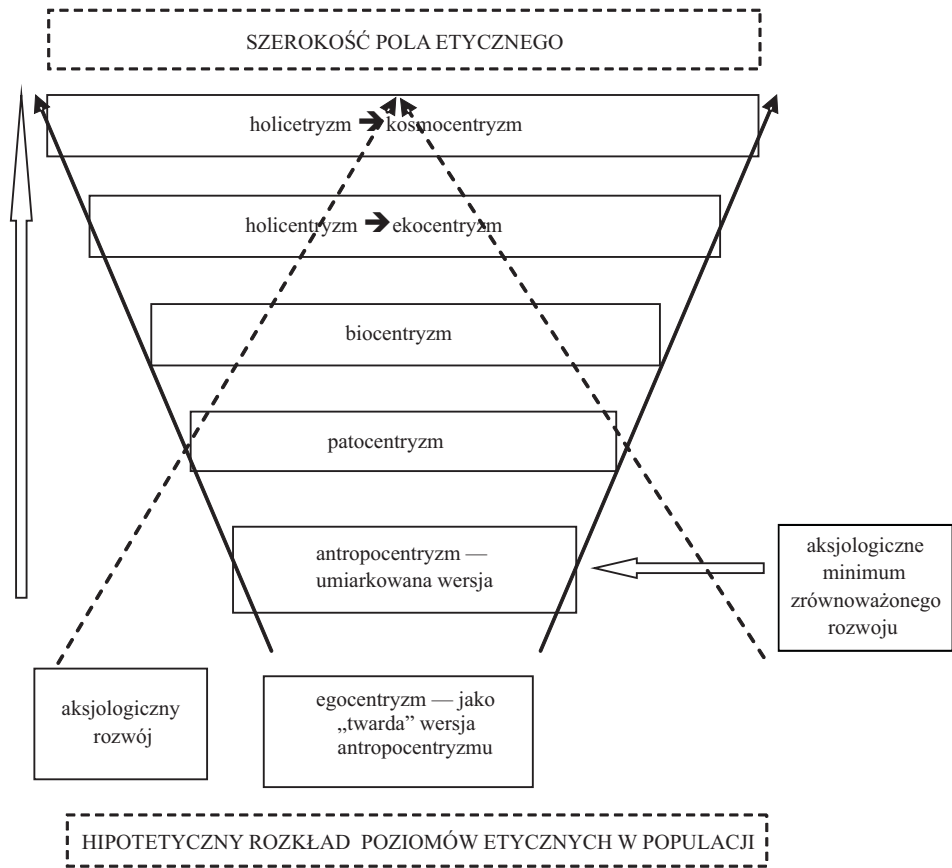 SZEROKOŚĆ POLA ETYCZNEGO
holicetryzm ➔ kosmocentryzm
holicentryzm ➔ ekocentryzm
biocentryzm
patocentryzm
antropocentryzm —
umiarkowana wersja
aksjologiczne
minimum
zrównoważonego
rozwoju
aksjologiczny
rozwój
egocentryzm — jako
„twarda” wersja
antropocentryzmu
HIPOTETYCZNY ROZKŁAD POZIOMÓW ETYCZNYCH W POPULACJI